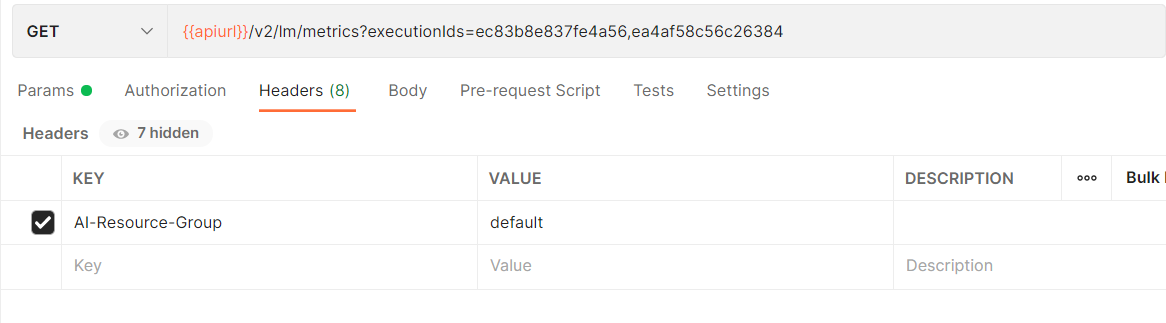 GET {{apiurl}}/v2/lm/metrics?executionIds=ec83b8e837fe4a56,ea4af58c56c26384
Params Authorization Headers (8) Body Pre-request Script Tests Settings
Headers 7 hidden
KEY VALUE DESCRIPTION ooo Bulk
AI-Resource-Group default
Key Value Description